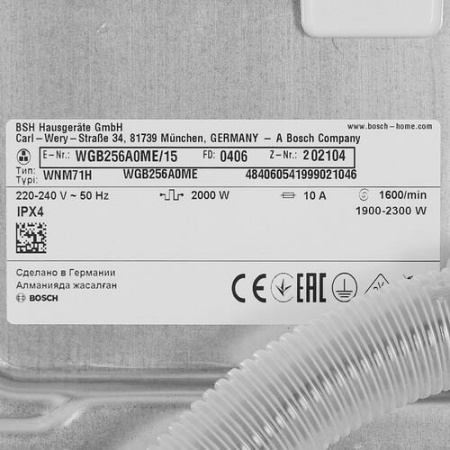 BSH Hausgeräte GmbH www.bosch-home.com
Carl-Wery-Straße 34, 81739 München, GERMANY - A Bosch Company
E-Nr.: WGB256A0ME/15 FD: 0406 Z-Nr.: 202104
Тип: WNM71H WGB256A0ME 484060541999021046
Typi:
220-240 V ~ 50 Hz 2000 W 10 A 1600/min
IPX4 1900-2300 W
Сделано в Германии
Алманияда жасалған
BOSCH
CE EAC